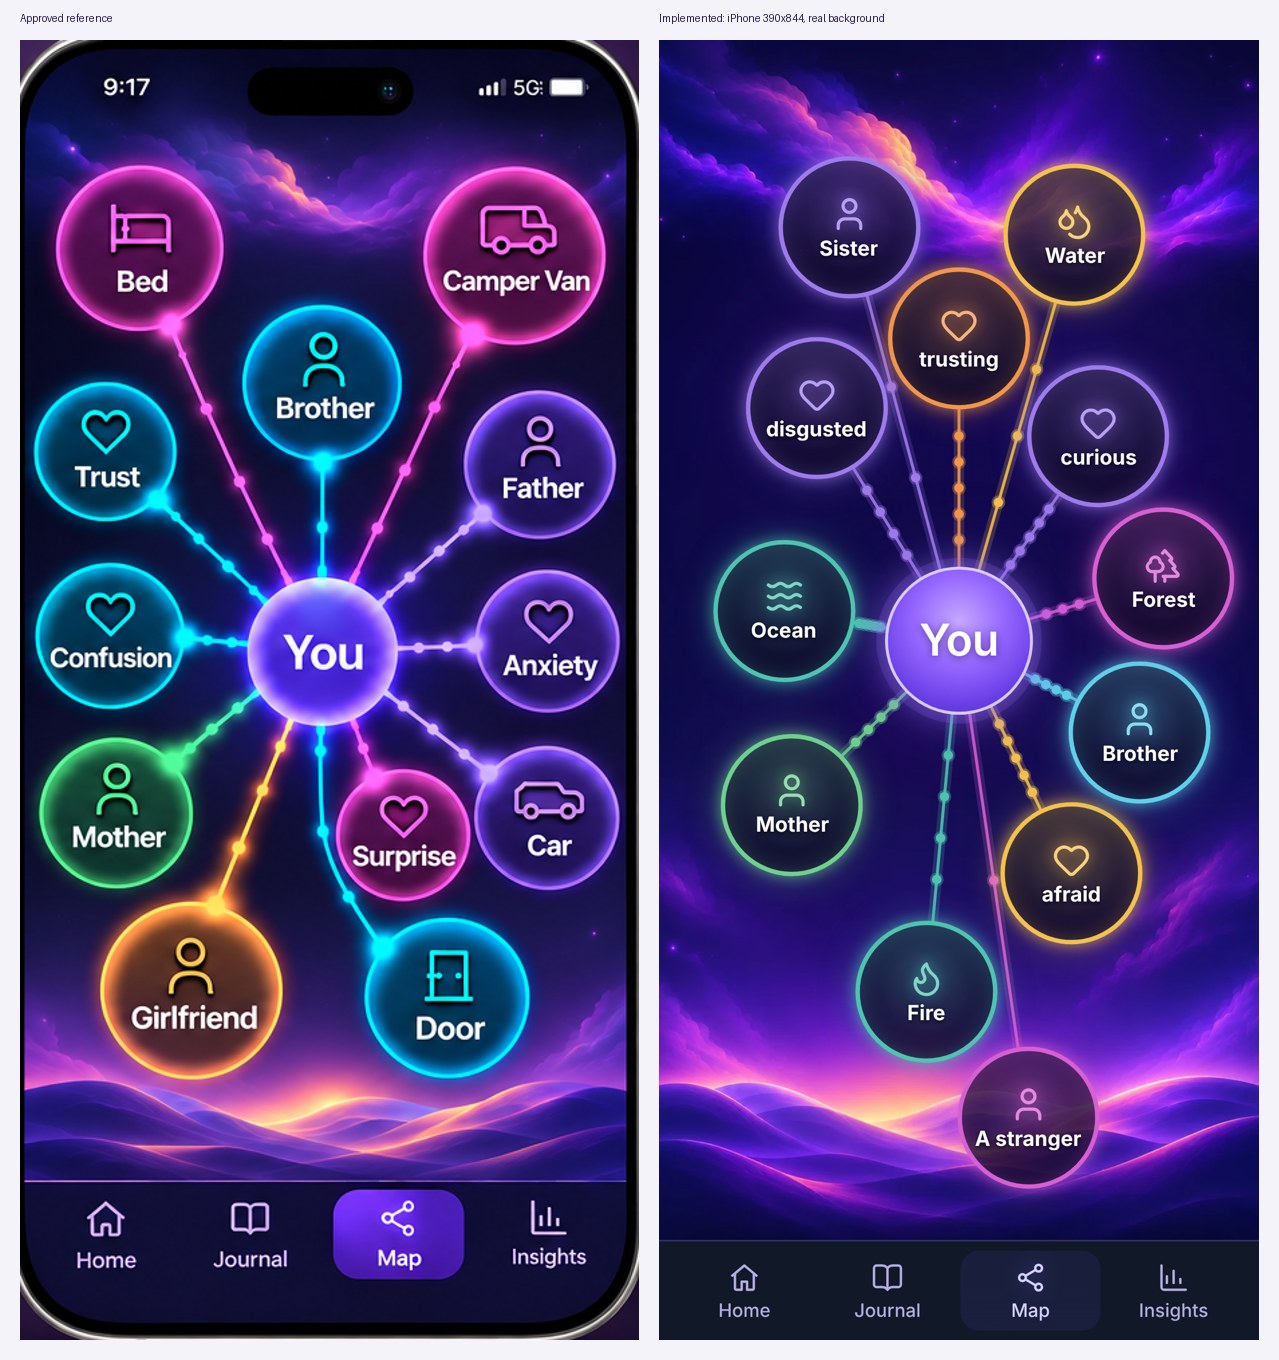 Approved reference
9:17
5G
Bed
Camper Van
Brother
Trust
Father
Confusion
You
Anxiety
Mother
Surprise
Car
Girlfriend
Door
Home
Journal
Map
Insights
Implemented: iPhone 390x844, real background
Sister
Water
trusting
disgusted
curious
Forest
Ocean
You
Brother
Mother
afraid
Fire
A stranger
Home
Journal
Map
Insights